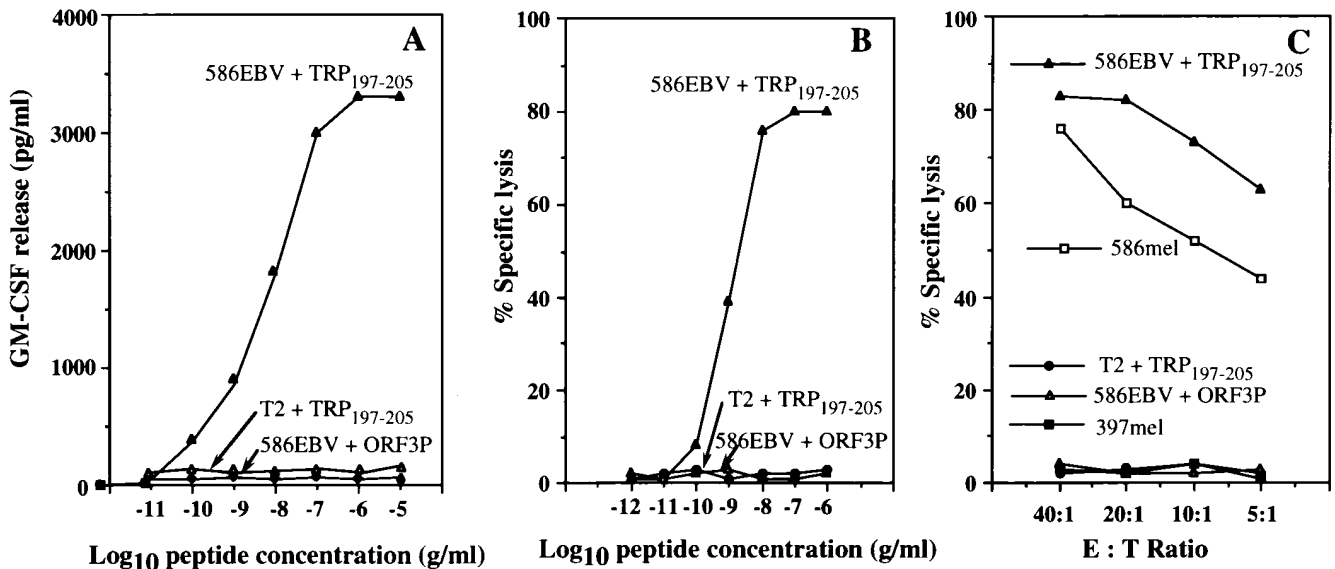 A
GM-CSF release (pg/ml)
4000
3000
2000
1000
0
586EBV + TRP197-205
T2 + TRP197-205
586EBV + ORF3P
-11 -10 -9 -8 -7 -6 -5
Log10 peptide concentration (g/ml)
B
% Specific lysis
100
80
60
40
20
0
586EBV + TRP197-205
T2 + TRP197-205
586EBV + ORF3P
-12 -11 -10 -9 -8 -7 -6
Log10 peptide concentration (g/ml)
C
% Specific lysis
100
80
60
40
20
0
586EBV + TRP197-205
586mel
T2 + TRP197-205
586EBV + ORF3P
397mel
40:1 20:1 10:1 5:1
E : T Ratio